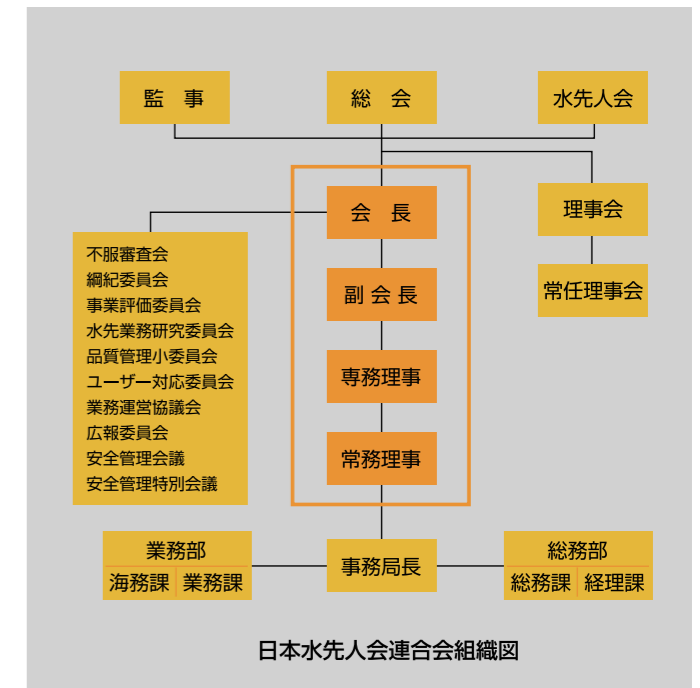 監　事
総　会
水先人会
会　長
理事会
不服審査会
綱紀委員会
事業評価委員会
水先業務研究委員会
品質管理小委員会
ユーザー対応委員会
業務運営協議会
広報委員会
安全管理会議
安全管理特別会議
副 会 長
常任理事会
専務理事
常務理事
業務部
海務課 業務課
事務局長
総務部
総務課 経理課
日本水先人会連合会組織図